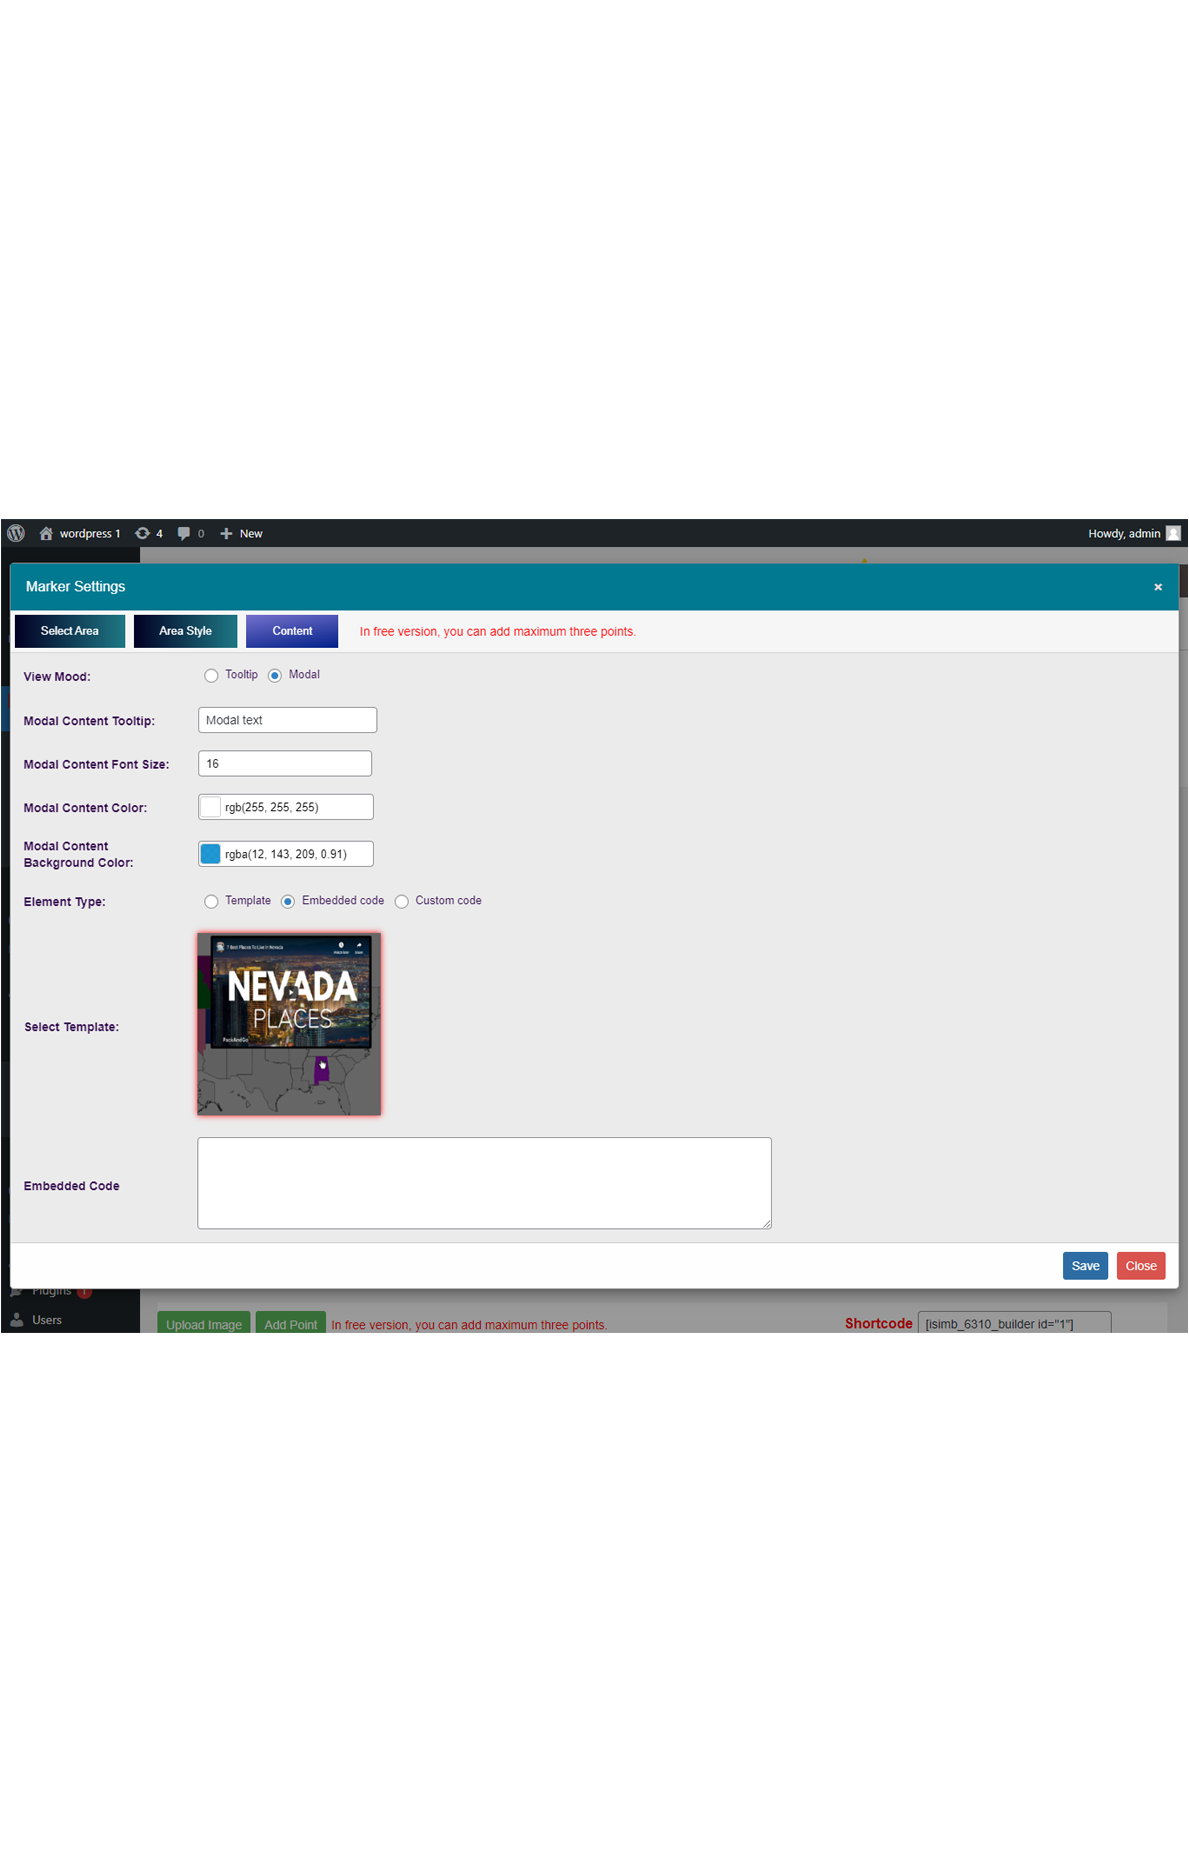 wordpress 1 4 0 New Howdy, admin
Marker Settings ×
Select Area Area Style Content In free version, you can add maximum three points.
View Mood: Tooltip Modal
Modal Content Tooltip: Modal text
Modal Content Font Size: 16
Modal Content Color: rgb(255, 255, 255)
Modal Content
Background Color: rgba(12, 143, 209, 0.91)
Element Type: Template Embedded code Custom code
7 Best Places To Live in Nevada
NEVADA
PLACES
PackAndGo
Select Template:
Embedded Code
Save Close
Plugins 1
Users
Upload Image Add Point In free version, you can add maximum three points. Shortcode [isimb_6310_builder id="1"]